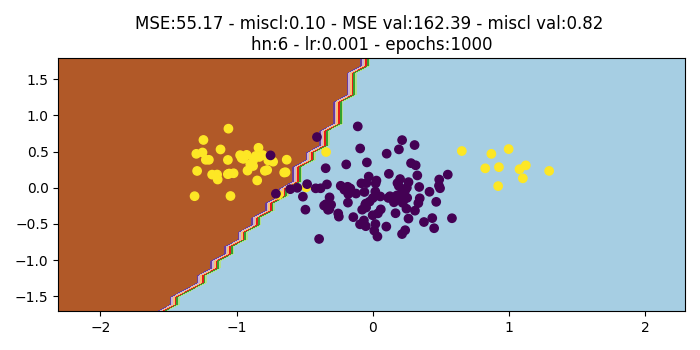 MSE:55.17 - miscl:0.10 - MSE val:162.39 - miscl val:0.82
hn:6 - lr:0.001 - epochs:1000
1.5
1.0
0.5
0.0
−0.5
−1.0
−1.5
−2 −1 0 1 2